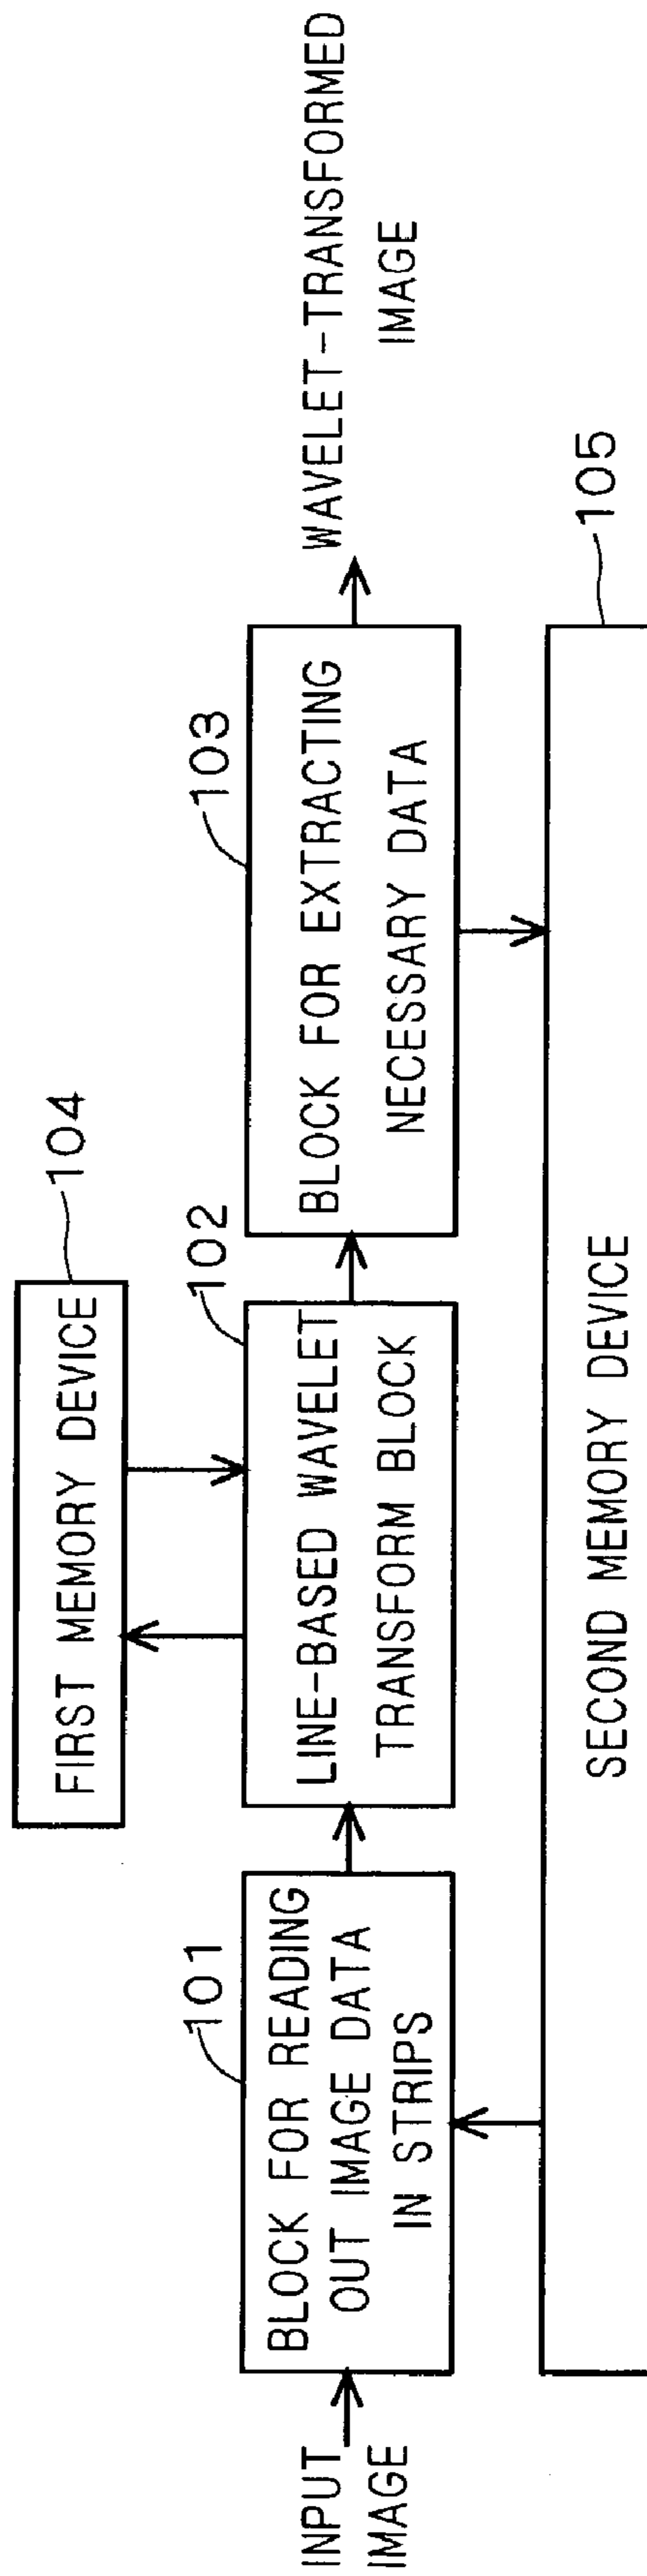 104
FIRST MEMORY DEVICE
101
102
103
INPUT
IMAGE
BLOCK FOR READING
OUT IMAGE DATA
IN STRIPS
LINE-BASED WAVELET
TRANSFORM BLOCK
BLOCK FOR EXTRACTING
NECESSARY DATA
WAVELET-TRANSFORMED
IMAGE
105
SECOND MEMORY DEVICE